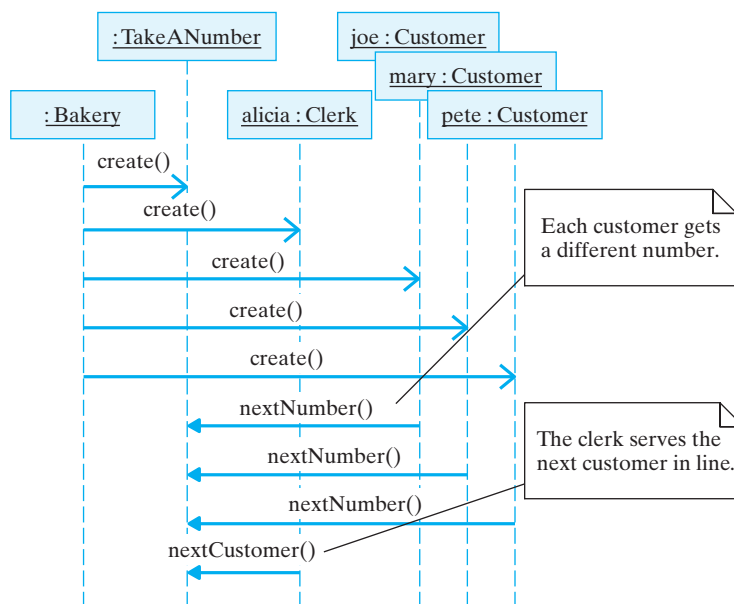 :TakeANumber
joe : Customer
mary : Customer
:Bakery
alicia : Clerk
pete : Customer
create()
create()
Each customer gets
a different number.
create()
create()
create()
nextNumber()
The clerk serves the
next customer in line.
nextNumber()
nextNumber()
nextCustomer()